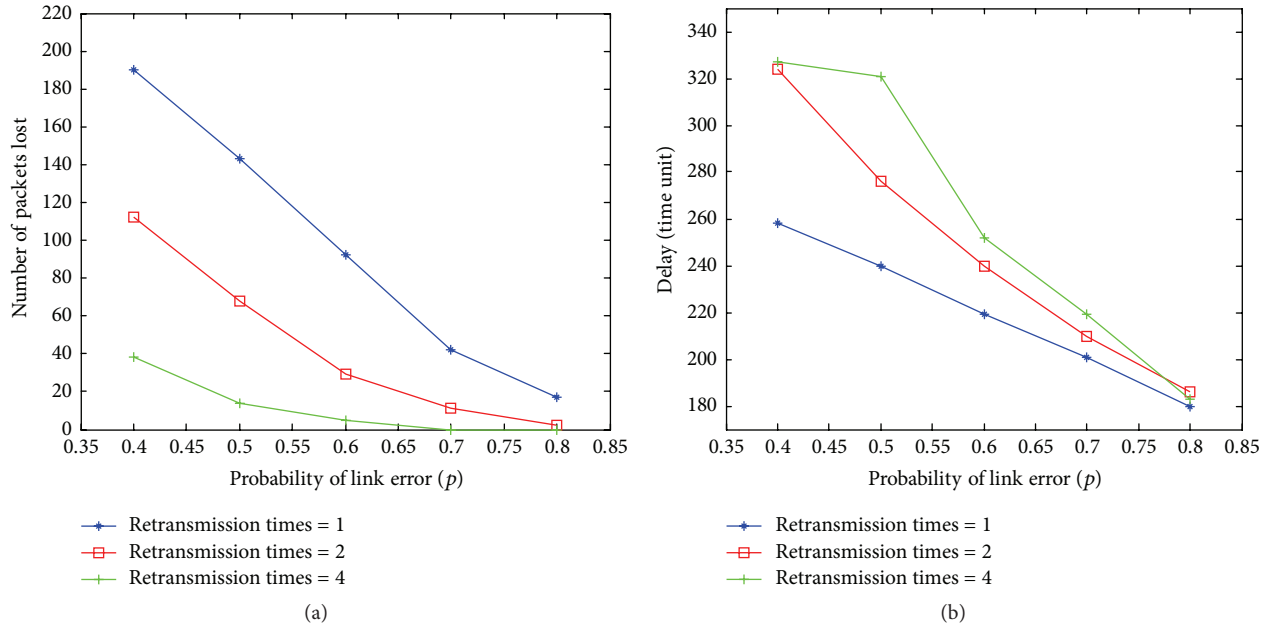 220
200
180
160
140
120
100
80
60
40
20
0
Number of packets lost
0.35 0.4 0.45 0.5 0.55 0.6 0.65 0.7 0.75 0.8 0.85
Probability of link error (p)
Retransmission times = 1
Retransmission times = 2
Retransmission times = 4
(a)
340
320
300
280
260
240
220
200
180
Delay (time unit)
0.35 0.4 0.45 0.5 0.55 0.6 0.65 0.7 0.75 0.8 0.85
Probability of link error (p)
Retransmission times = 1
Retransmission times = 2
Retransmission times = 4
(b)